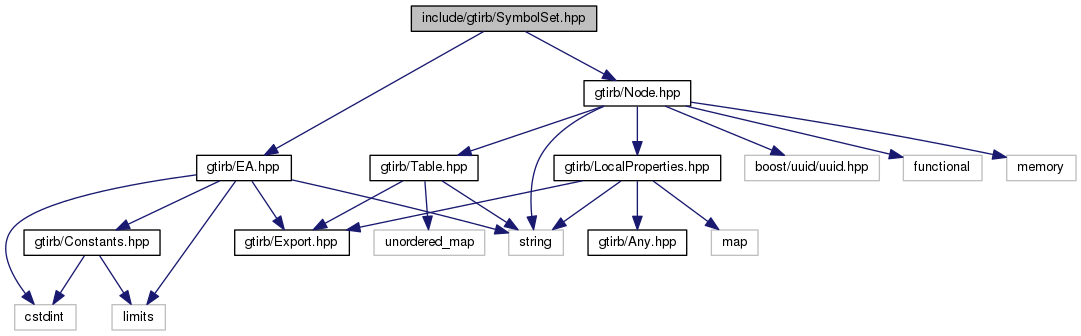 include/gtirb/SymbolSet.hpp
gtirb/Node.hpp
gtirb/EA.hpp
gtirb/Table.hpp
gtirb/LocalProperties.hpp
boost/uuid/uuid.hpp
functional
memory
gtirb/Constants.hpp
gtirb/Export.hpp
unordered_map
string
gtirb/Any.hpp
map
cstdint
limits